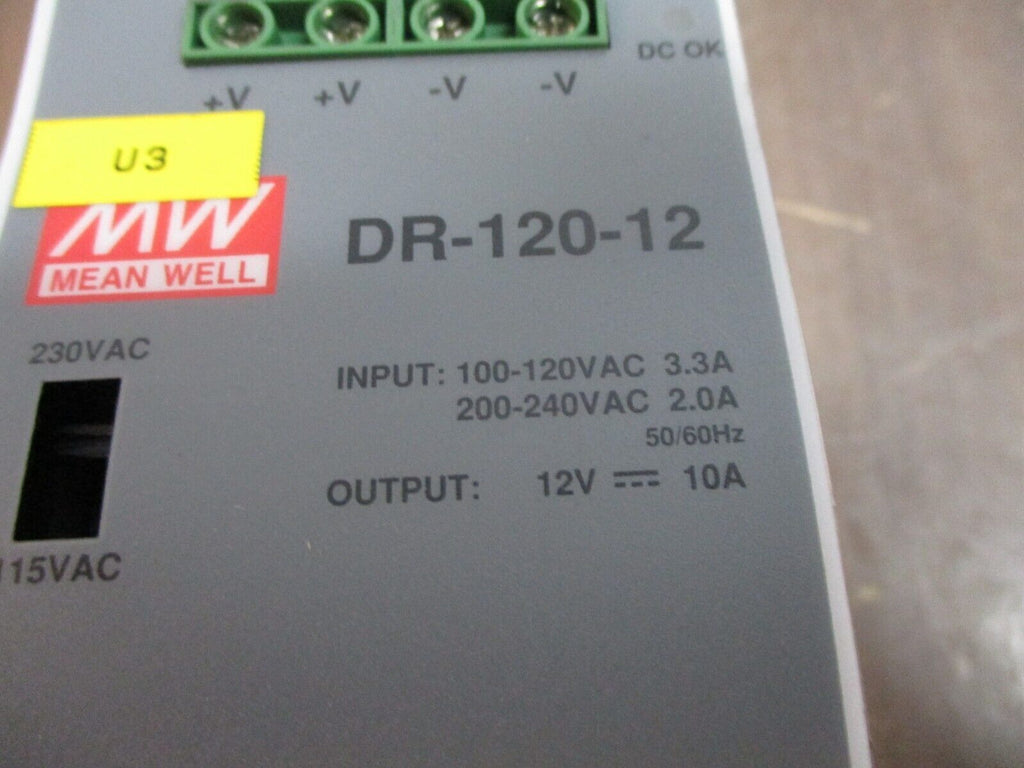 DC OK
+V +V -V -V
U3
MW
MEAN WELL
DR-120-12
230VAC
INPUT: 100-120VAC 3.3A
200-240VAC 2.0A
50/60Hz
OUTPUT: 12V ⎓ 10A
115VAC